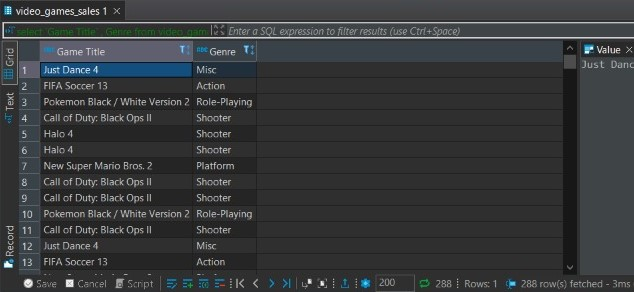 video_games_sales 1
select `Game Title`, Genre from video_gam
Enter a SQL expression to filter results (use Ctrl+Space)
Grid
Text
Record
Game Title Genre
1 Just Dance 4 Misc
2 FIFA Soccer 13 Action
3 Pokemon Black / White Version 2 Role-Playing
4 Call of Duty: Black Ops II Shooter
5 Halo 4 Shooter
6 Halo 4 Shooter
7 New Super Mario Bros. 2 Platform
8 Call of Duty: Black Ops II Shooter
9 Call of Duty: Black Ops II Shooter
10 Pokemon Black / White Version 2 Role-Playing
11 Call of Duty: Black Ops II Shooter
12 Just Dance 4 Misc
13 FIFA Soccer 13 Action
Value
Just Danc
Save Cancel Script 200 288 Rows: 1 288 row(s) fetched - 3ms